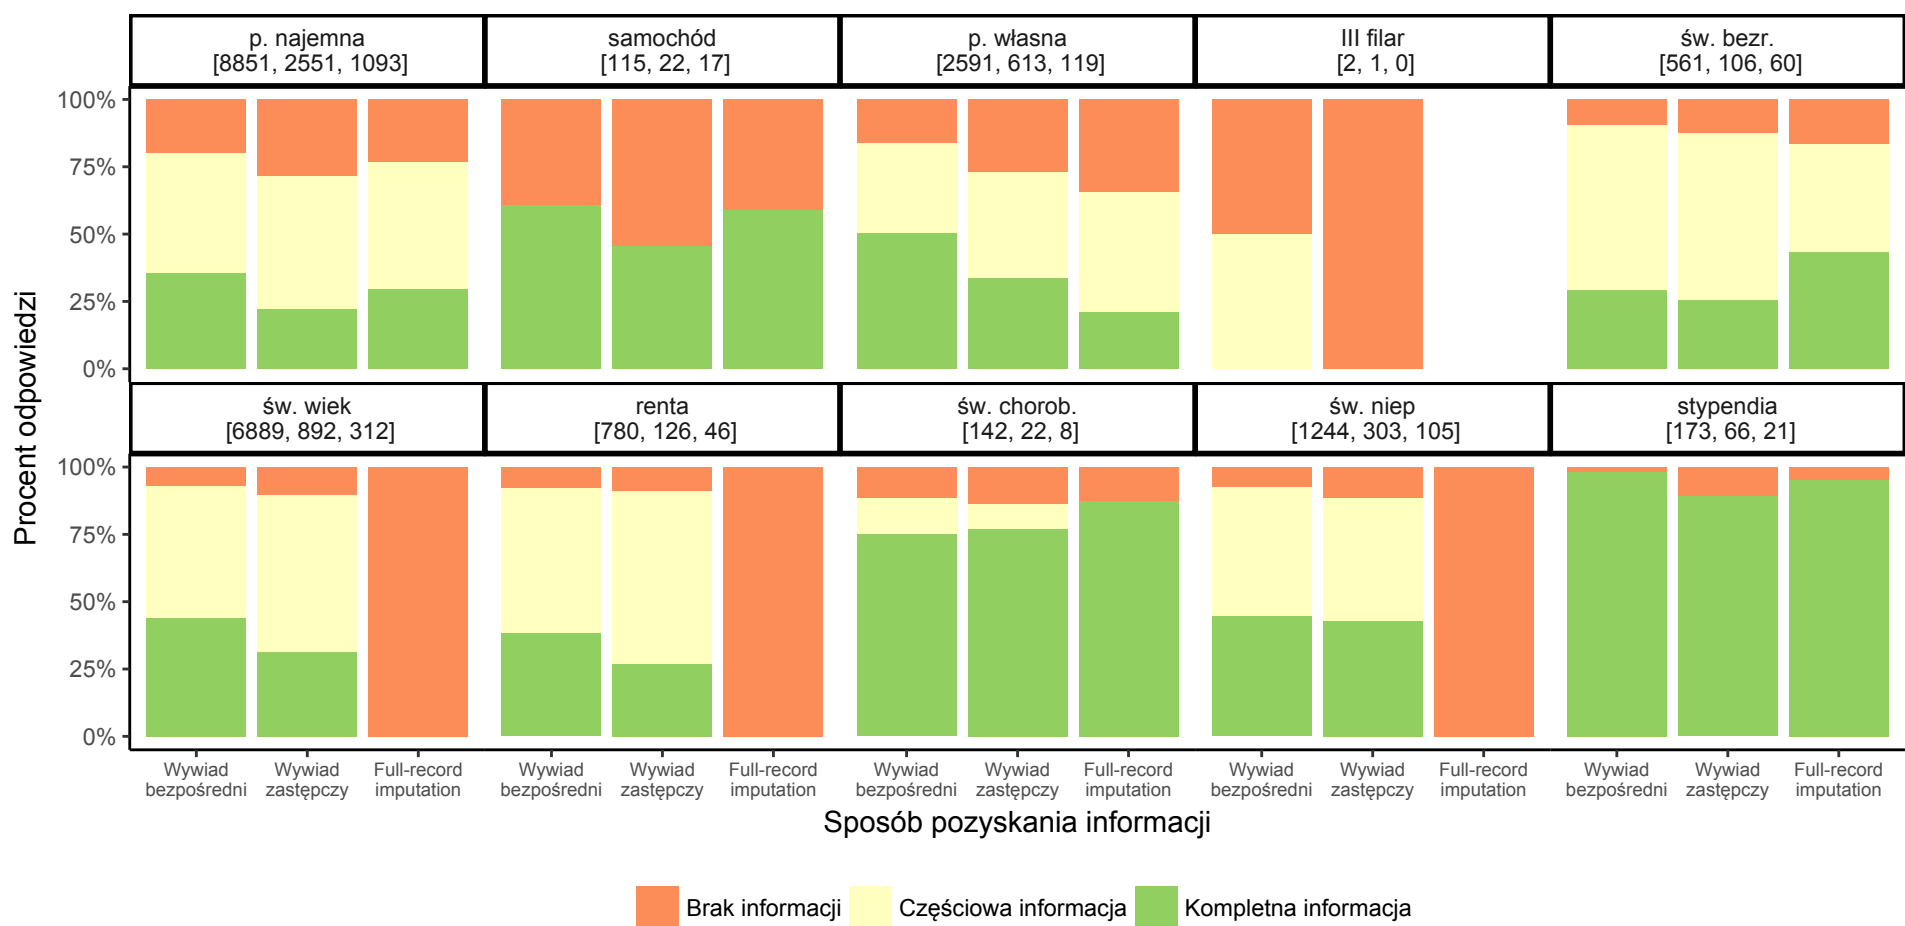 p. najemna
[8851, 2551, 1093]
samochód
[115, 22, 17]
p. własna
[2591, 613, 119]
III filar
[2, 1, 0]
św. bezr.
[561, 106, 60]
100%
75%
50%
25%
0%
św. wiek
[6889, 892, 312]
renta
[780, 126, 46]
św. chorob.
[142, 22, 8]
św. niep
[1244, 303, 105]
stypendia
[173, 66, 21]
100%
75%
50%
25%
0%
Procent odpowiedzi
Wywiad
bezpośredni
Wywiad
zastępczy
Full-record
imputation
Wywiad
bezpośredni
Wywiad
zastępczy
Full-record
imputation
Wywiad
bezpośredni
Wywiad
zastępczy
Full-record
imputation
Wywiad
bezpośredni
Wywiad
zastępczy
Full-record
imputation
Wywiad
bezpośredni
Wywiad
zastępczy
Full-record
imputation
Sposób pozyskania informacji
Brak informacji
Częściowa informacja
Kompletna informacja